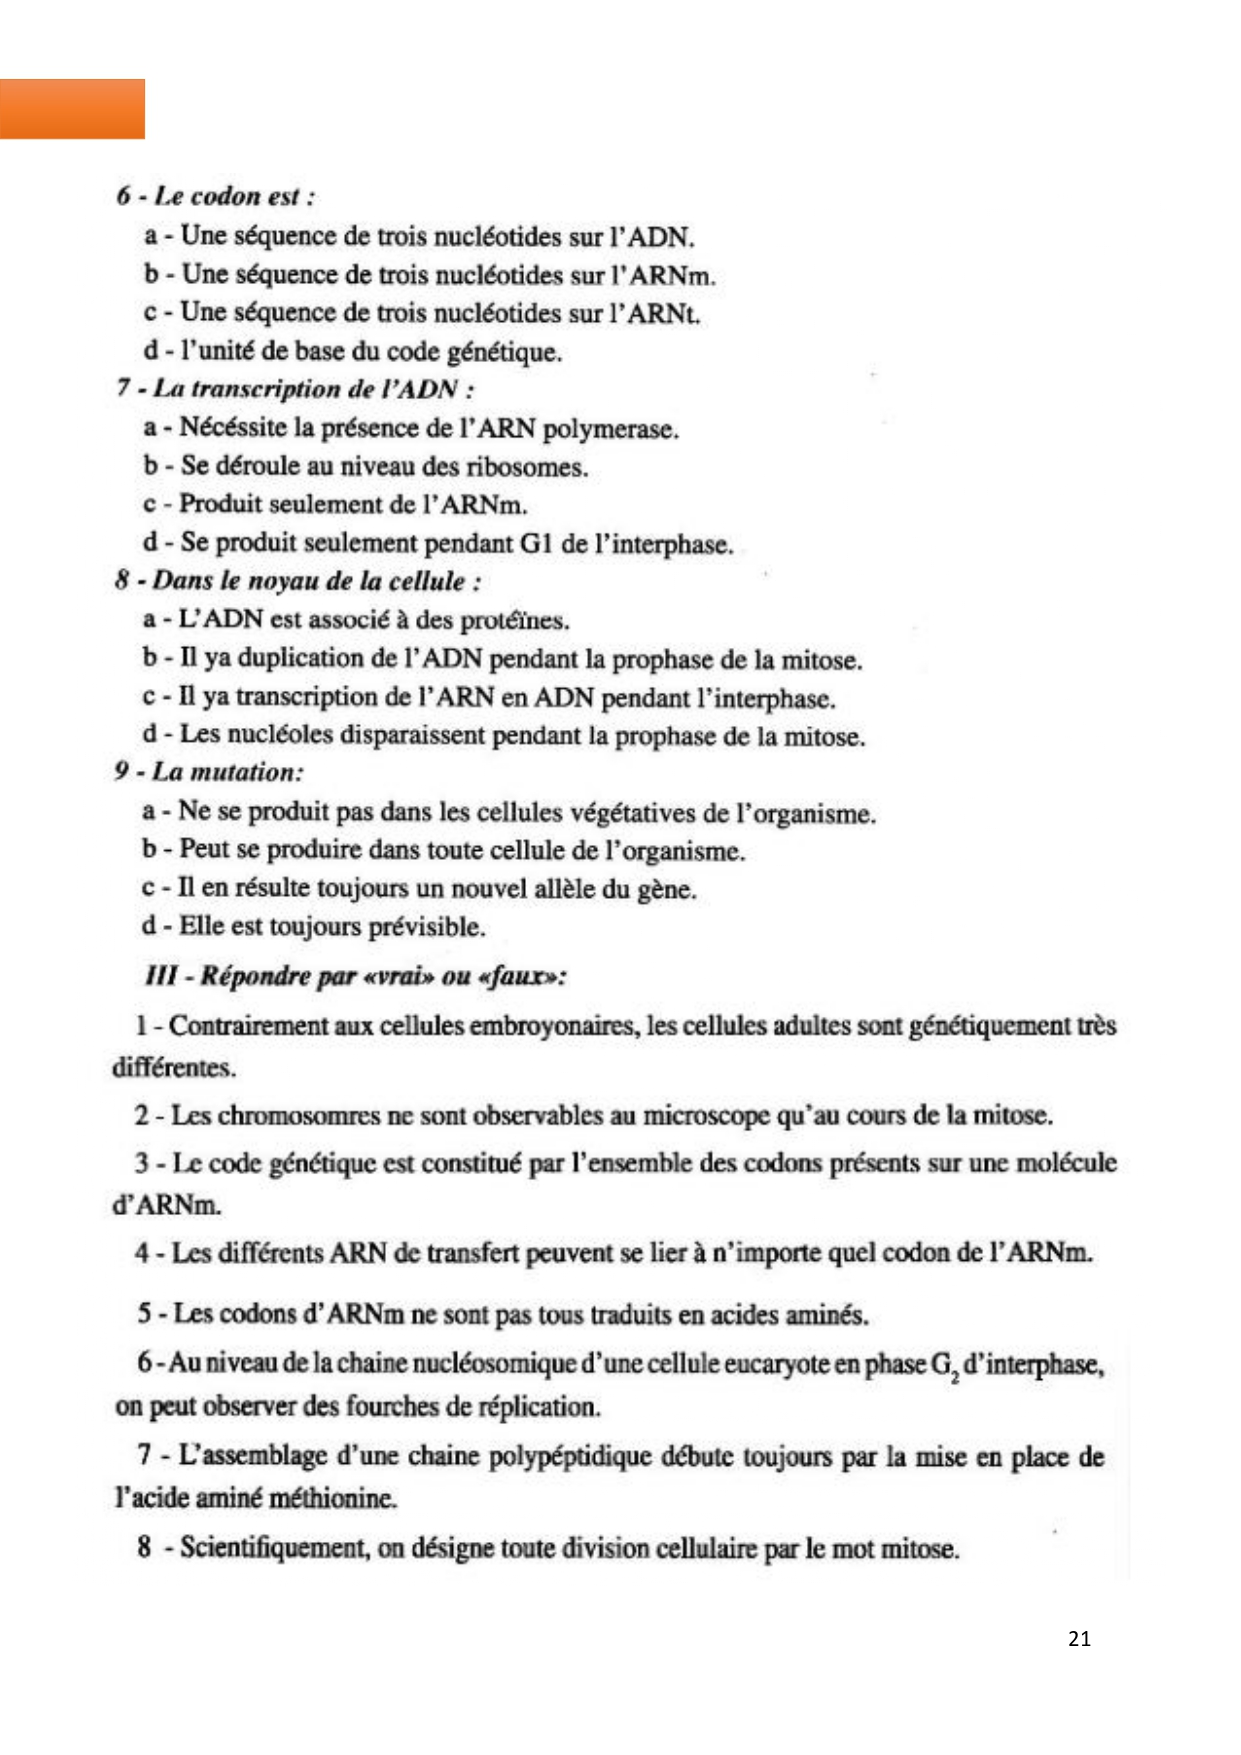 6 - Le codon est :
a - Une séquence de trois nucléotides sur l'ADN.
b - Une séquence de trois nucléotides sur l'ARNm.
c - Une séquence de trois nucléotides sur l'ARNt.
d - l'unité de base du code génétique.
7 - La transcription de l'ADN :
a - Nécéssite la présence de l'ARN polymerase.
b - Se déroule au niveau des ribosomes.
c - Produit seulement de l'ARNm.
d - Se produit seulement pendant G1 de l'interphase.
8 - Dans le noyau de la cellule :
a - L'ADN est associé à des protéïnes.
b - Il ya duplication de l'ADN pendant la prophase de la mitose.
c - Il ya transcription de l'ARN en ADN pendant l'interphase.
d - Les nucléoles disparaissent pendant la prophase de la mitose.
9 - La mutation:
a - Ne se produit pas dans les cellules végétatives de l'organisme.
b - Peut se produire dans toute cellule de l'organisme.
c - Il en résulte toujours un nouvel allèle du gène.
d - Elle est toujours prévisible.
III - Répondre par «vrai» ou «faux»:
1 - Contrairement aux cellules embroyonaires, les cellules adultes sont génétiquement très
différentes.
2 - Les chromosomres ne sont observables au microscope qu'au cours de la mitose.
3 - Le code génétique est constitué par l'ensemble des codons présents sur une molécule
d'ARNm.
4 - Les différents ARN de transfert peuvent se lier à n'importe quel codon de l'ARNm.
5 - Les codons d'ARNm ne sont pas tous traduits en acides aminés.
6 - Au niveau de la chaine nucléosomique d'une cellule eucaryote en phase G2 d'interphase,
on peut observer des fourches de réplication.
7 - L'assemblage d'une chaine polypéptidique débute toujours par la mise en place de
l'acide aminé méthionine.
8 - Scientifiquement, on désigne toute division cellulaire par le mot mitose.
21